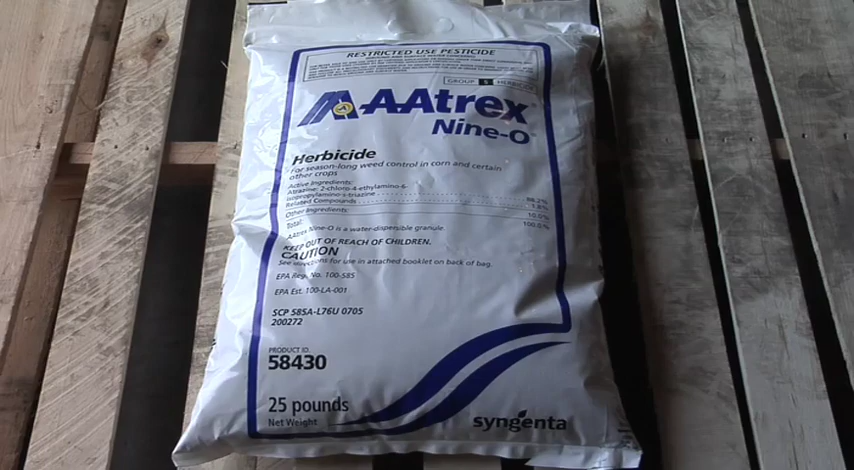 RESTRICTED USE PESTICIDE
GROUP 5 HERBICIDE
AAtrex®
Nine-O®
Herbicide
For season-long weed control in corn and certain
other crops
Active Ingredients:
Atrazine: 2-chloro-4-ethylamino-6-
isopropylamino-s-triazine 88.2%
Related Compounds 1.8%
Other Ingredients: 10.0%
Total: 100.0%
AAtrex Nine-O is a water-dispersible granule.
KEEP OUT OF REACH OF CHILDREN.
CAUTION
See directions for use in attached booklet on back of bag.
EPA Reg. No. 100-585
EPA Est. 100-LA-001
SCP 585A-L76U 0705
200272
PRODUCT ID.
58430
25 pounds
Net Weight
syngenta